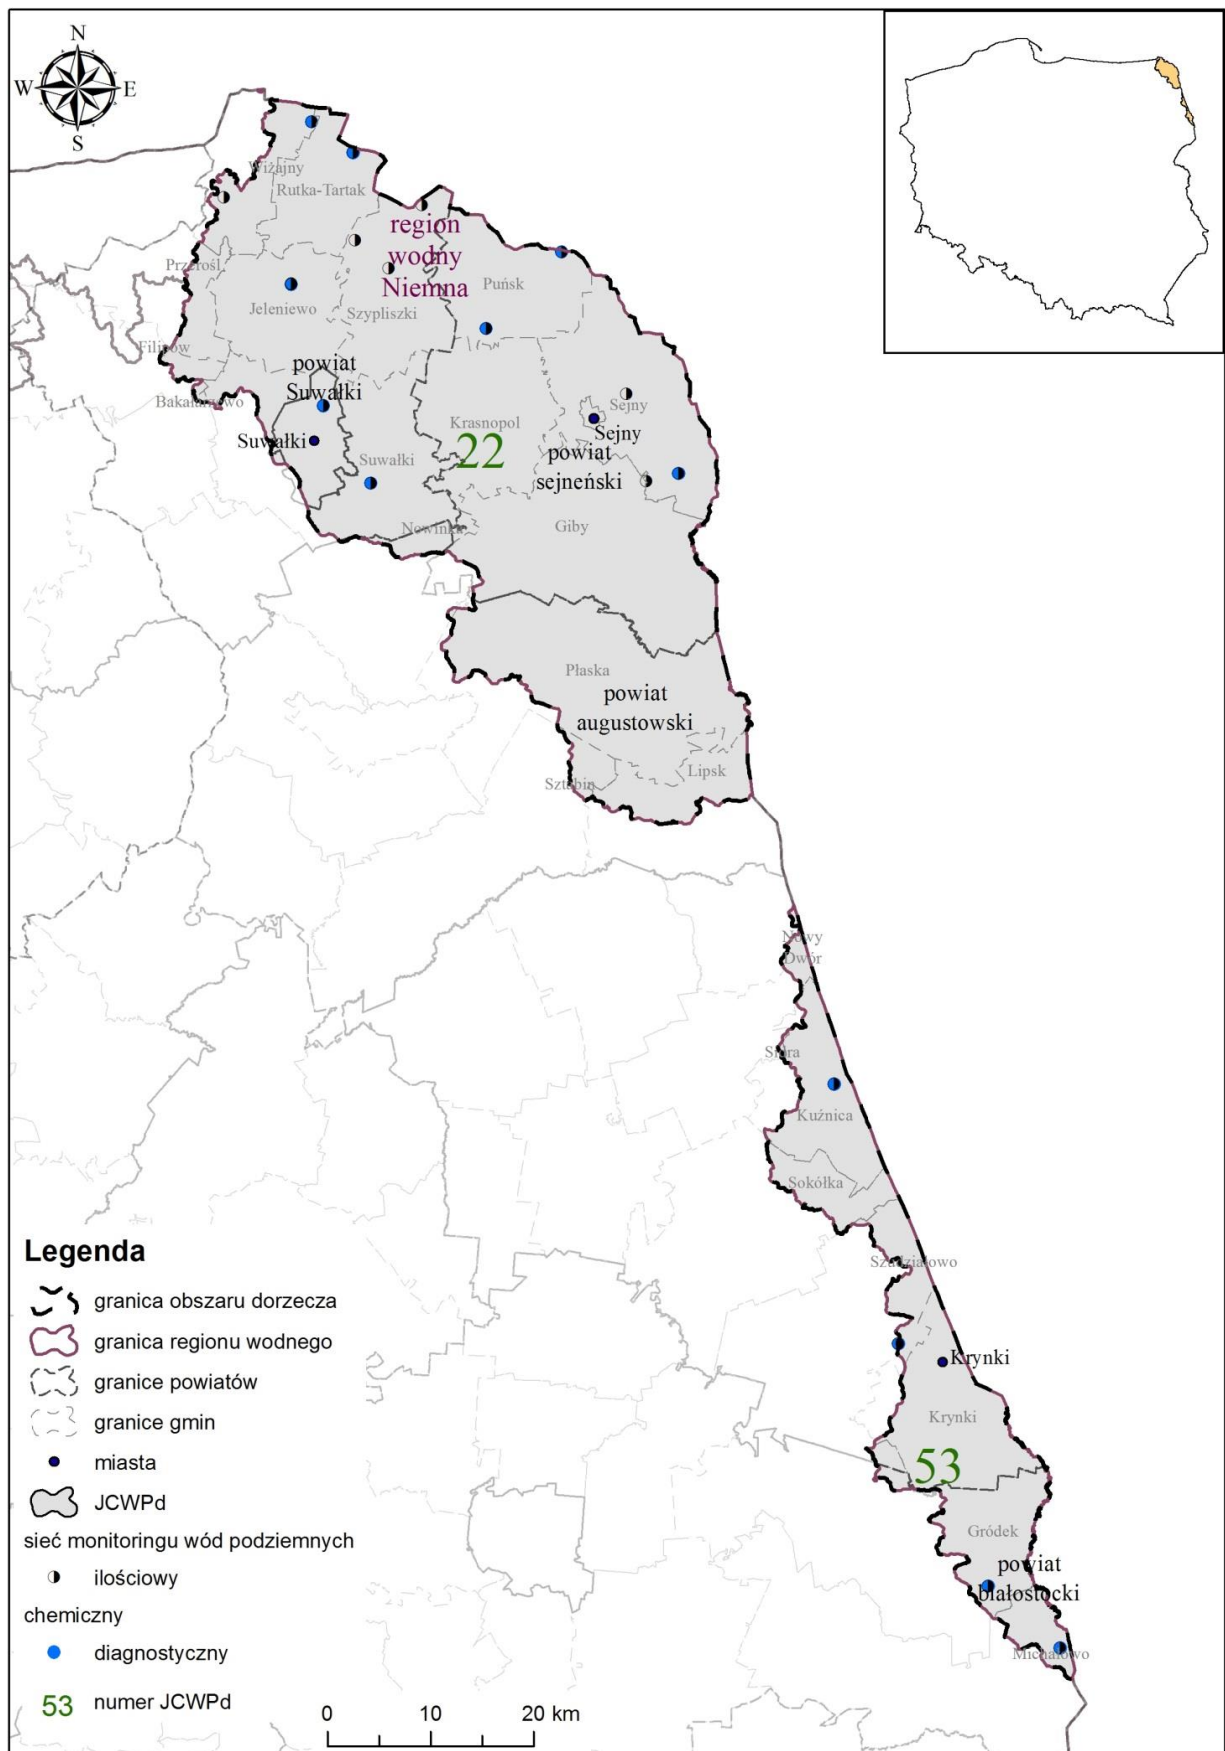 N
W
E
S
Wiżajny
Rutka-Tartak
region
wodny
Niemna
Przerośl
Puńsk
Jeleniewo
Szypliszki
Filipów
powiat
Suwałki
Bakałarzewo
Sejny
Krasnopol
Sejny
Suwałki
22
powiat
sejneński
Suwałki
Nowinka
Giby
Płaska
powiat
augustowski
Lipsk
Sztabin
Nowy
Dwór
Sidra
Kuźnica
Sokółka
Szudziałowo
Krynki
Krynki
53
Gródek
powiat
białostocki
Michałowo
Legenda
granica obszaru dorzecza
granica regionu wodnego
granice powiatów
granice gmin
miasta
JCWPd
sieć monitoringu wód podziemnych
ilościowy
chemiczny
diagnostyczny
53 numer JCWPd
0 10 20 km